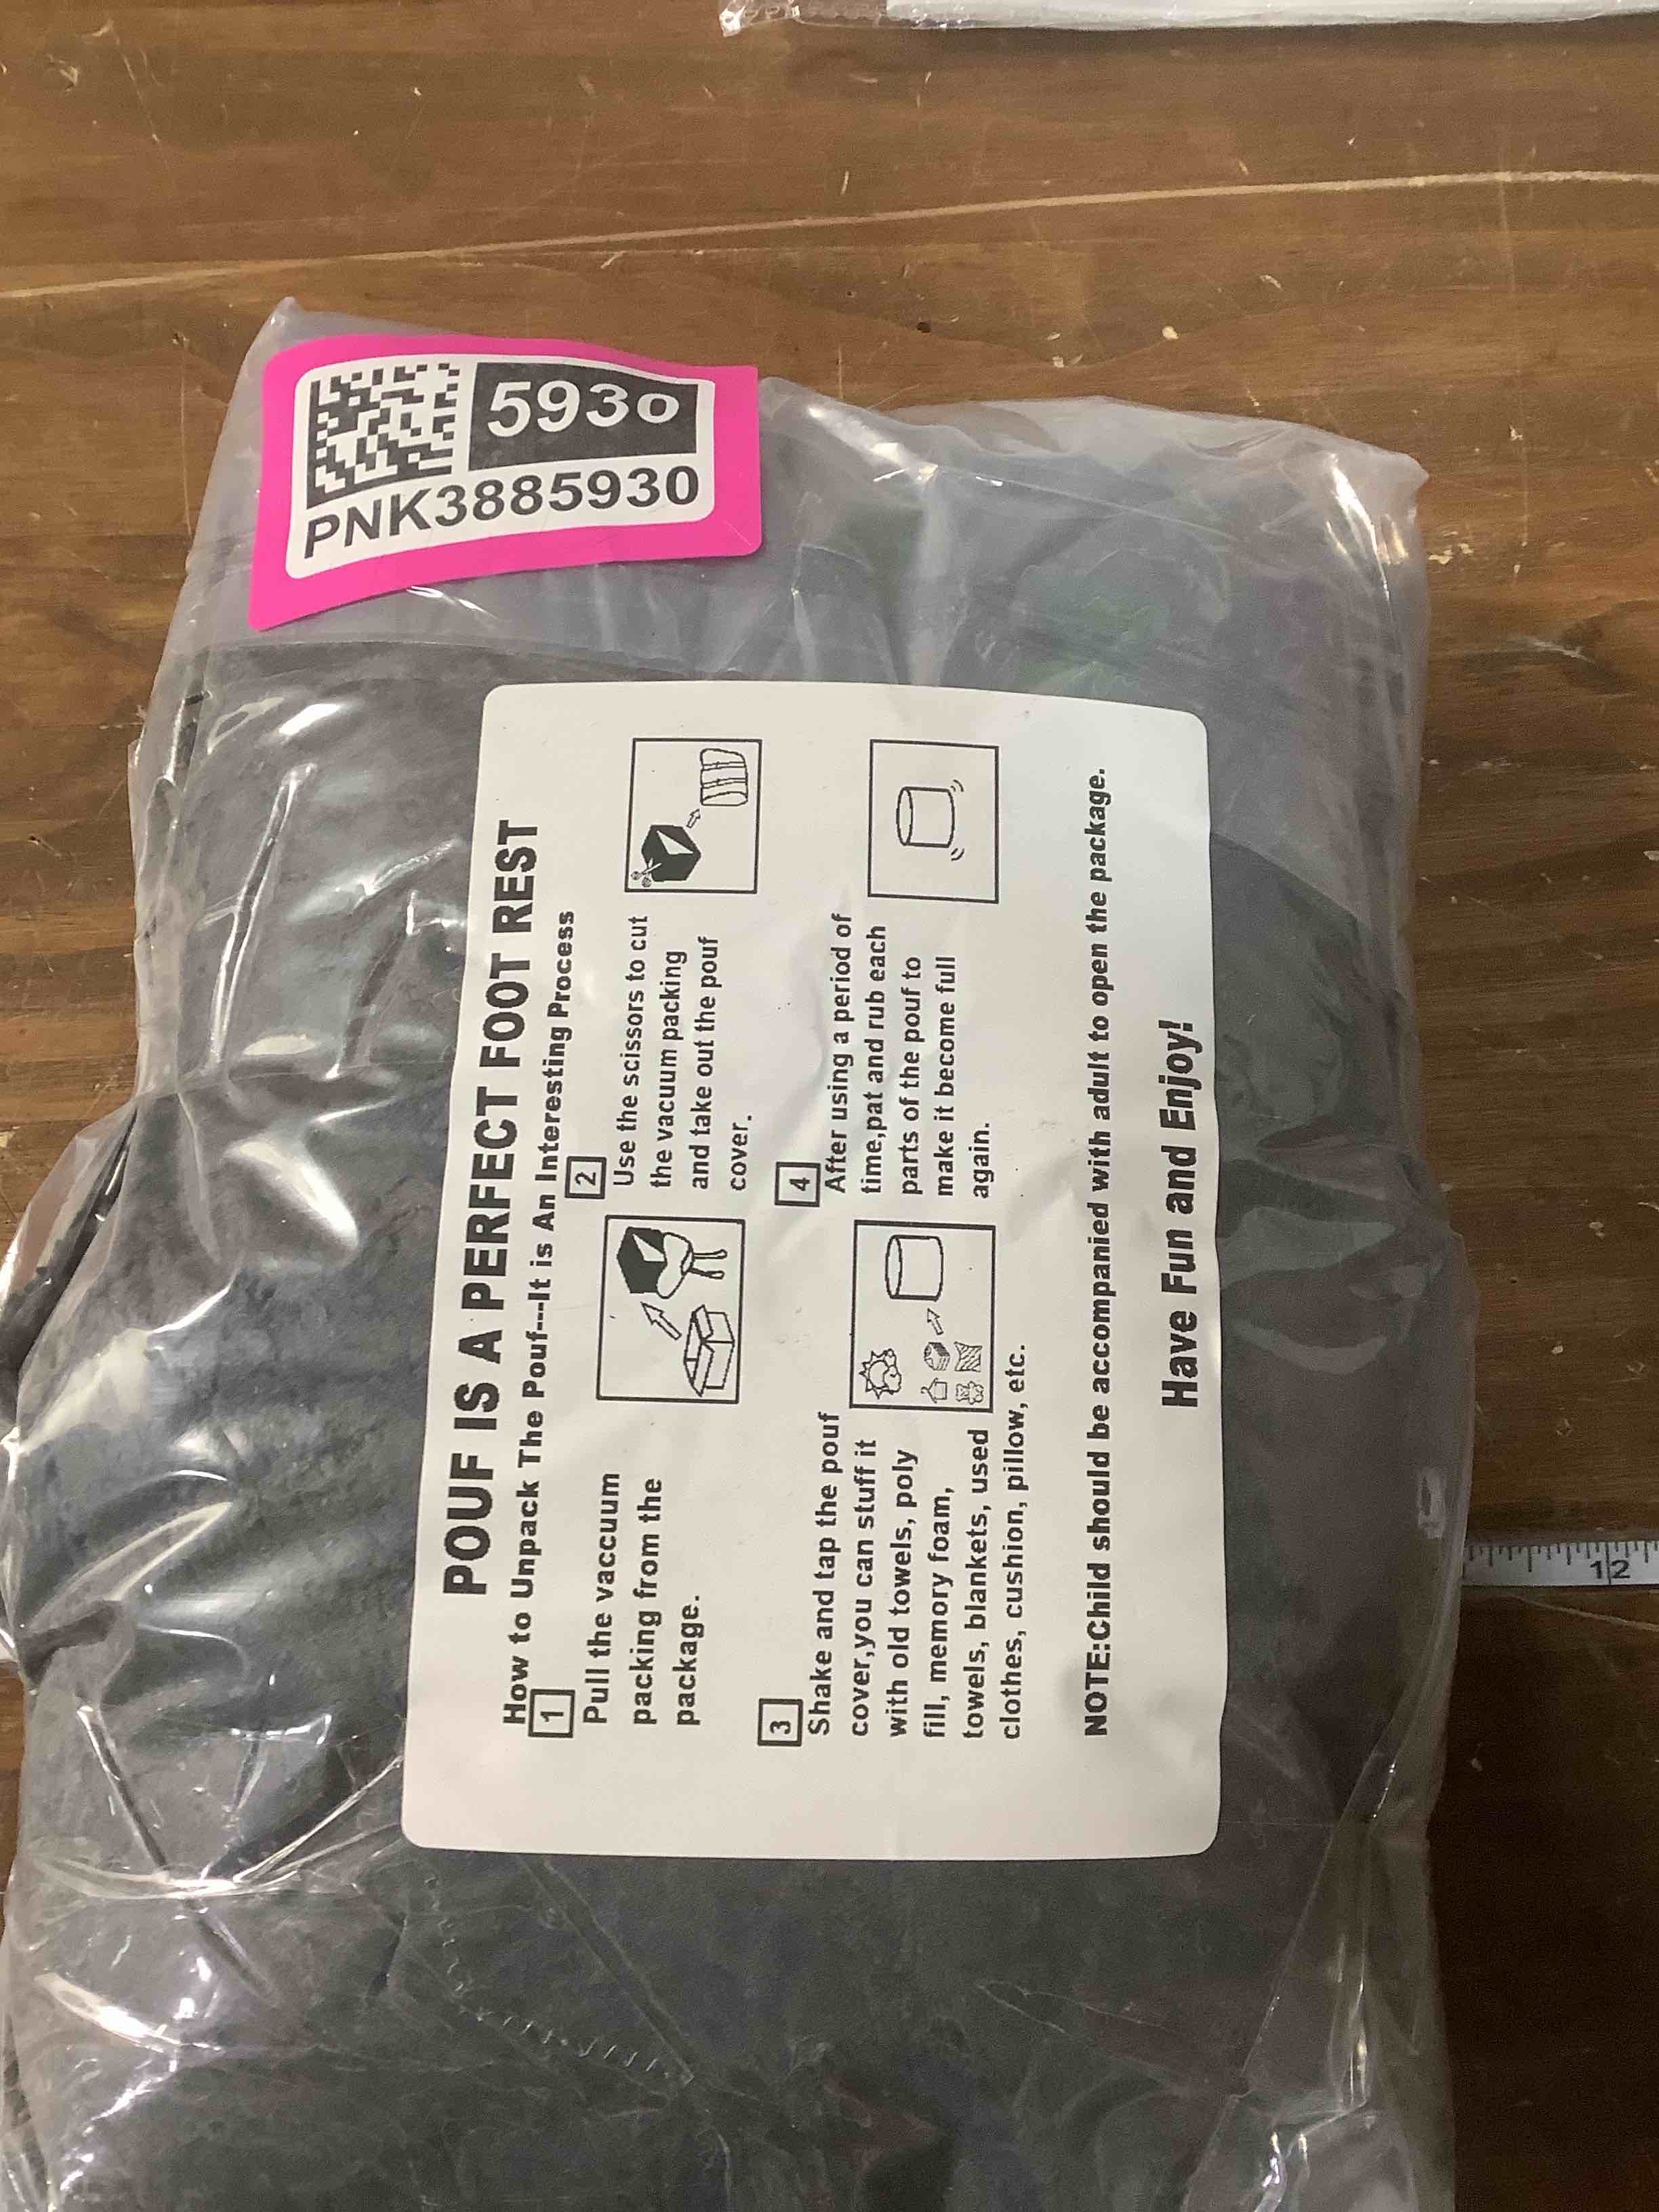 5930
PNK3885930
POUF IS A PERFECT FOOT REST
How to Unpack The Pouf---It is An Interesting Process
1
Pull the vaccuum
packing from the
package.
2
Use the scissors to cut
the vacuum packing
and take out the pouf
cover.
3
Shake and tap the pouf
cover,you can stuff it
with old towels, poly
fill, memory foam,
towels, blankets, used
clothes, cushion, pillow, etc.
4
After using a period of
time,pat and rub each
parts of the pouf to
make it become full
again.
NOTE:Child should be accompanied with adult to open the package.
Have Fun and Enjoy!
12